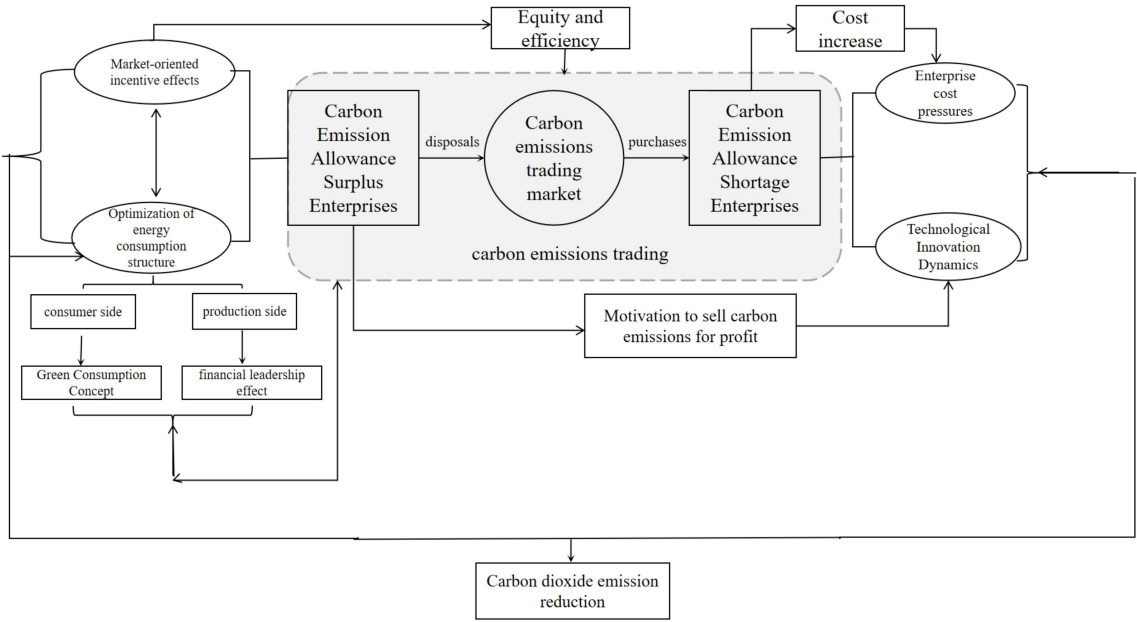 Equity and
efficiency
Cost
increase
Market-oriented
incentive effects
Enterprise
cost
pressures
Carbon
Emission
Allowance
Surplus
Enterprises
disposals
Carbon
emissions
trading
market
purchases
Carbon
Emission
Allowance
Shortage
Enterprises
Optimization of
energy
consumption
structure
carbon emissions trading
Technological
Innovation
Dynamics
consumer side
production side
Motivation to sell carbon
emissions for profit
Green Consumption
Concept
financial leadership
effect
Carbon dioxide emission
reduction